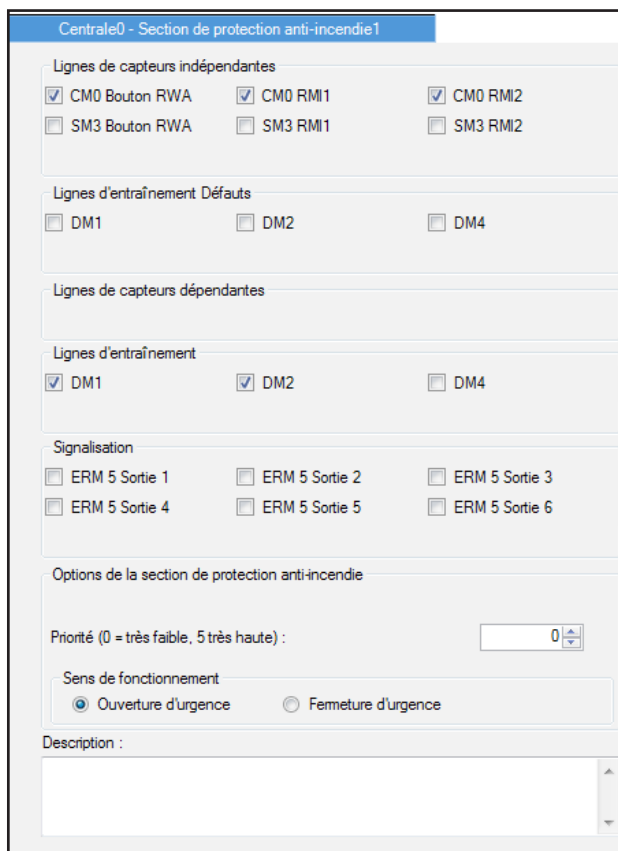 Centrale0 - Section de protection anti-incendie1
Lignes de capteurs indépendantes
CM0 Bouton RWA CM0 RMI1 CM0 RMI2
SM3 Bouton RWA SM3 RMI1 SM3 RMI2
Lignes d'entraînement Défauts
DM1 DM2 DM4
Lignes de capteurs dépendantes
Lignes d'entraînement
DM1 DM2 DM4
Signalisation
ERM 5 Sortie 1 ERM 5 Sortie 2 ERM 5 Sortie 3
ERM 5 Sortie 4 ERM 5 Sortie 5 ERM 5 Sortie 6
Options de la section de protection anti-incendie
Priorité (0 = très faible, 5 très haute) : 0
Sens de fonctionnement
Ouverture d'urgence Fermeture d'urgence
Description :